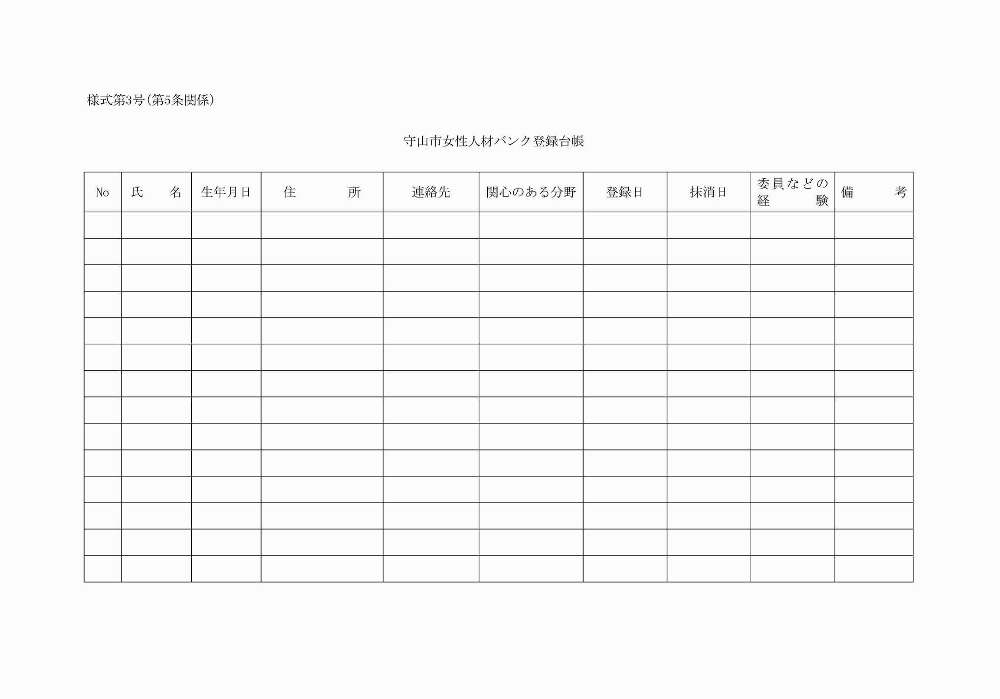 様式第3号(第5条関係)
守山市女性人材バンク登録台帳
No 氏名 生年月日 住所 連絡先 関心のある分野 登録日 抹消日 委員などの経験 備考